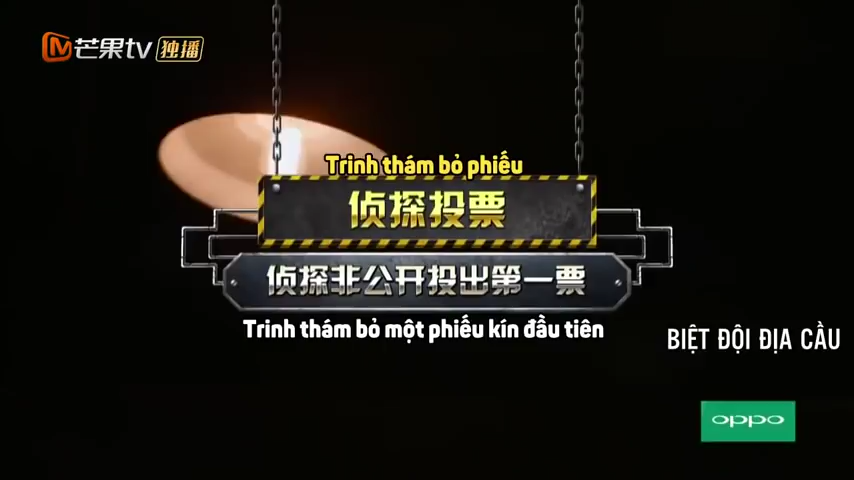 芒果tv 独播
Trinh thám bỏ phiếu
侦探投票
侦探非公开投出第一票
Trinh thám bỏ một phiếu kín đầu tiên
BIỆT ĐỘI ĐỊA CẦU
oppo